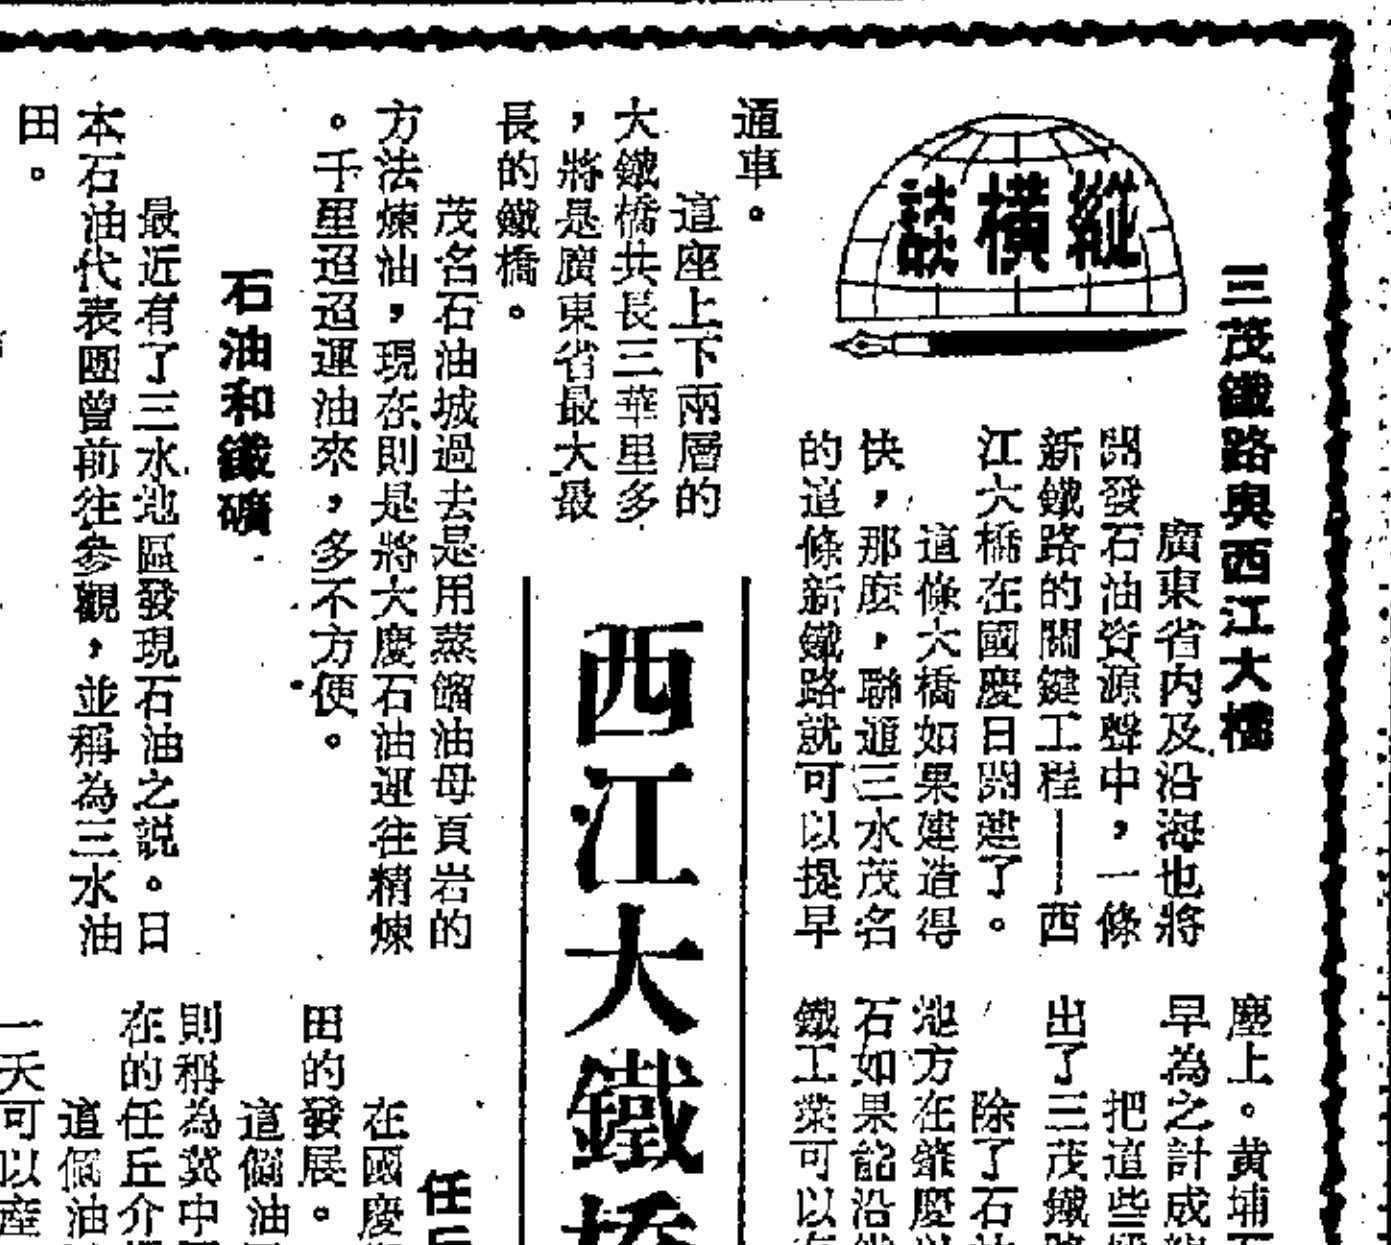 縱橫談
三茂鐵路與西江大橋
廣東省內及沿海也將
開發石油資源聲中，一條
新鐵路的關鍵工程——西
江大橋在國慶日開建了。
這條大橋如果建造得
快，那麼，聯通三水茂名
的這條新鐵路就可以提早
通車。
這座上下兩層的
大鐵橋共長三華里多
，將是廣東省最大最
長的鐵橋。
茂名石油城過去是用蒸餾油母頁岩的
方法煉油，現在則是將大慶石油運往精煉
。千里迢迢運油來，多不方便。
石油和鐵礦
最近有了三水地區發現石油之説。日
本石油代表團曾前往參觀，並稱為三水油
田。
西江大鐵橋
塵上。黃埔
早為之計成
把這些
出了三茂鐵路
除了石油
地方在肇慶以
石如果能沿
鐵工業可以
任丘
在國慶
田的發展。
這個油
則稱為冀中
在的任丘介
這個油
一天可以產